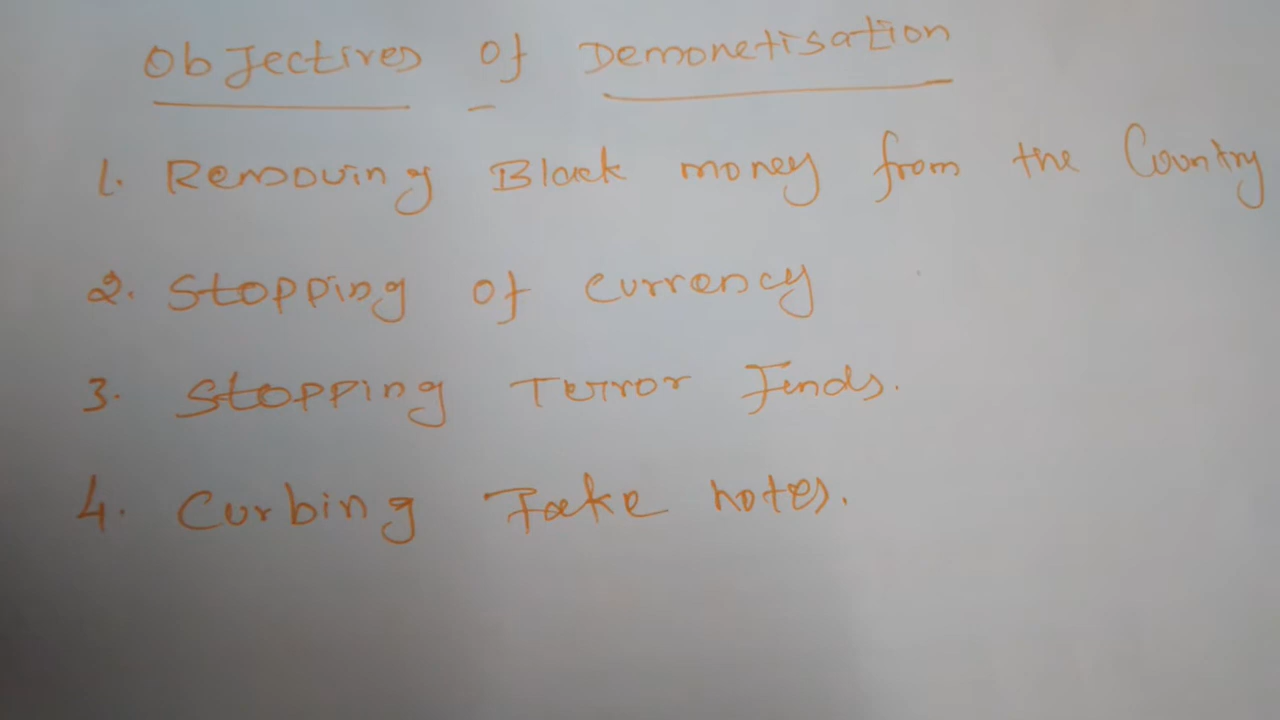 Objectives of Demonetisation
1. Removing Black money from the Country
2. Stopping of currency
3. Stopping Terror Funds.
4. Curbing Fake notes.